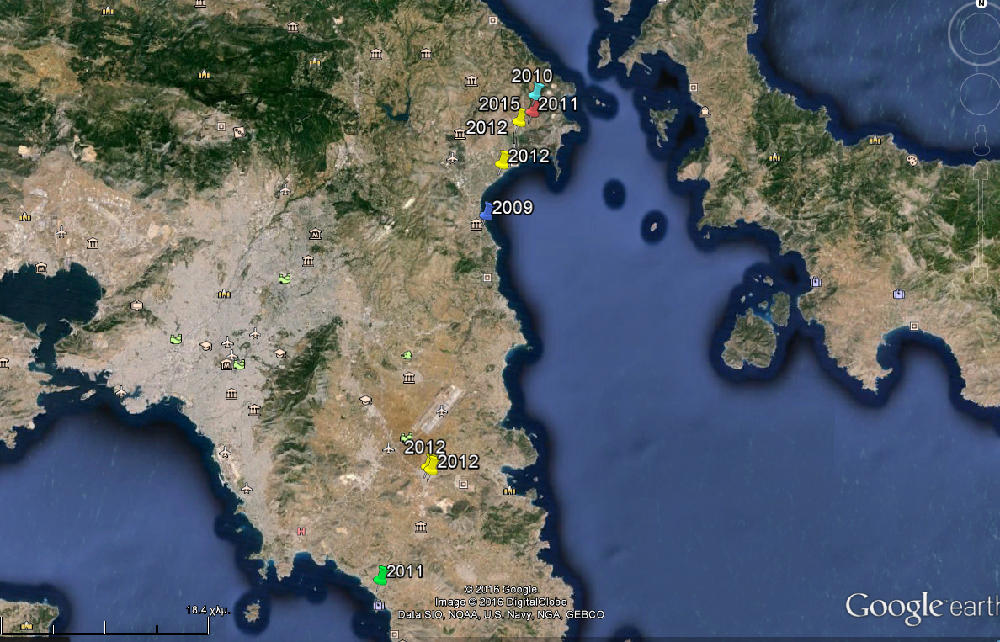 N
2010
2015
2011
2012
2012
2009
2012
2012
H
2011
© 2016 Google
Image © 2016 DigitalGlobe
Data SIO, NOAA, U.S. Navy, NGA, GEBCO
18.4 χλμ.
Google earth